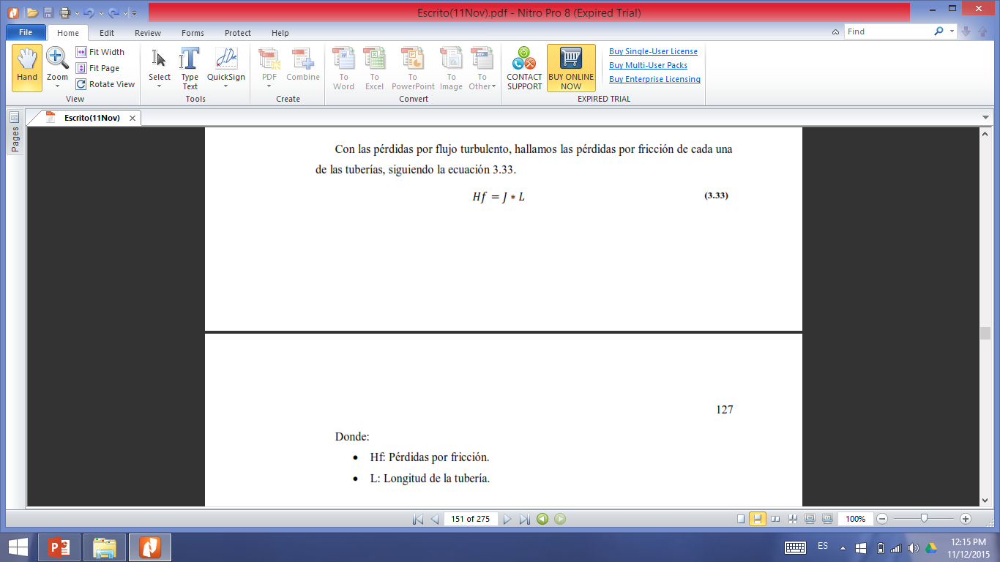 Escrito(11Nov).pdf - Nitro Pro 8 (Expired Trial)
File Home Edit Review Forms Protect Help Find
Hand Zoom Fit Width Fit Page Rotate View
View
Select Type Text QuickSign
Tools
PDF Combine
Create
To Word To Excel To PowerPoint To Image To Other
Convert
CONTACT SUPPORT BUY ONLINE NOW
Buy Single-User License
Buy Multi-User Packs
Buy Enterprise Licensing
EXPIRED TRIAL
Escrito(11Nov)
Pages
Con las pérdidas por flujo turbulento, hallamos las pérdidas por fricción de cada una
de las tuberías, siguiendo la ecuación 3.33.
Hf = J ∗ L (3.33)
127
Donde:
• Hf: Pérdidas por fricción.
• L: Longitud de la tubería.
151 of 275 100%
ES 12:15 PM
11/12/2015